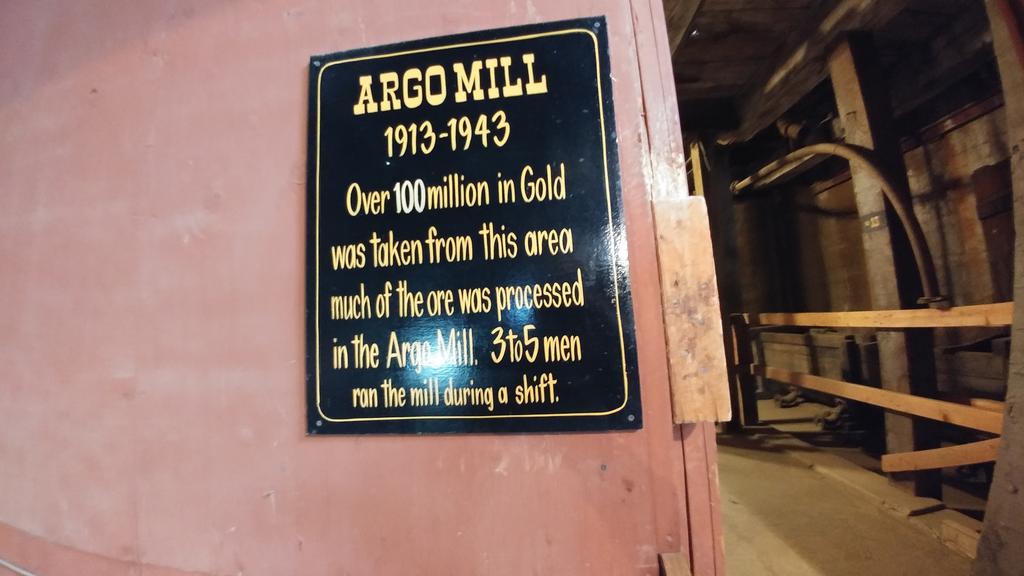 ARGO MILL
1913-1943
Over 100 million in Gold
was taken from this area
much of the ore was processed
in the Argo Mill. 3 to 5 men
ran the mill during a shift.